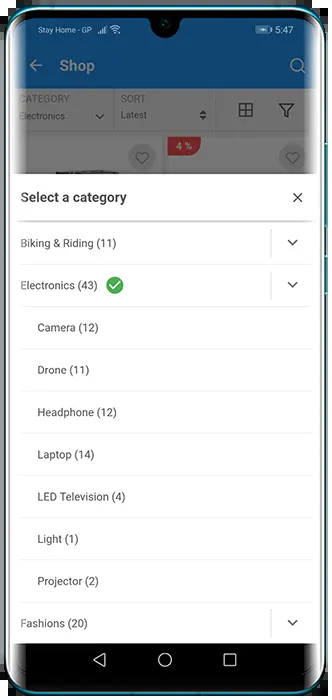 Stay Home - GP 5:47
Shop
CATEGORY SORT
Electronics Latest
4 %
Select a category
Biking & Riding (11)
Electronics (43)
Camera (12)
Drone (11)
Headphone (12)
Laptop (14)
LED Television (4)
Light (1)
Projector (2)
Fashions (20)